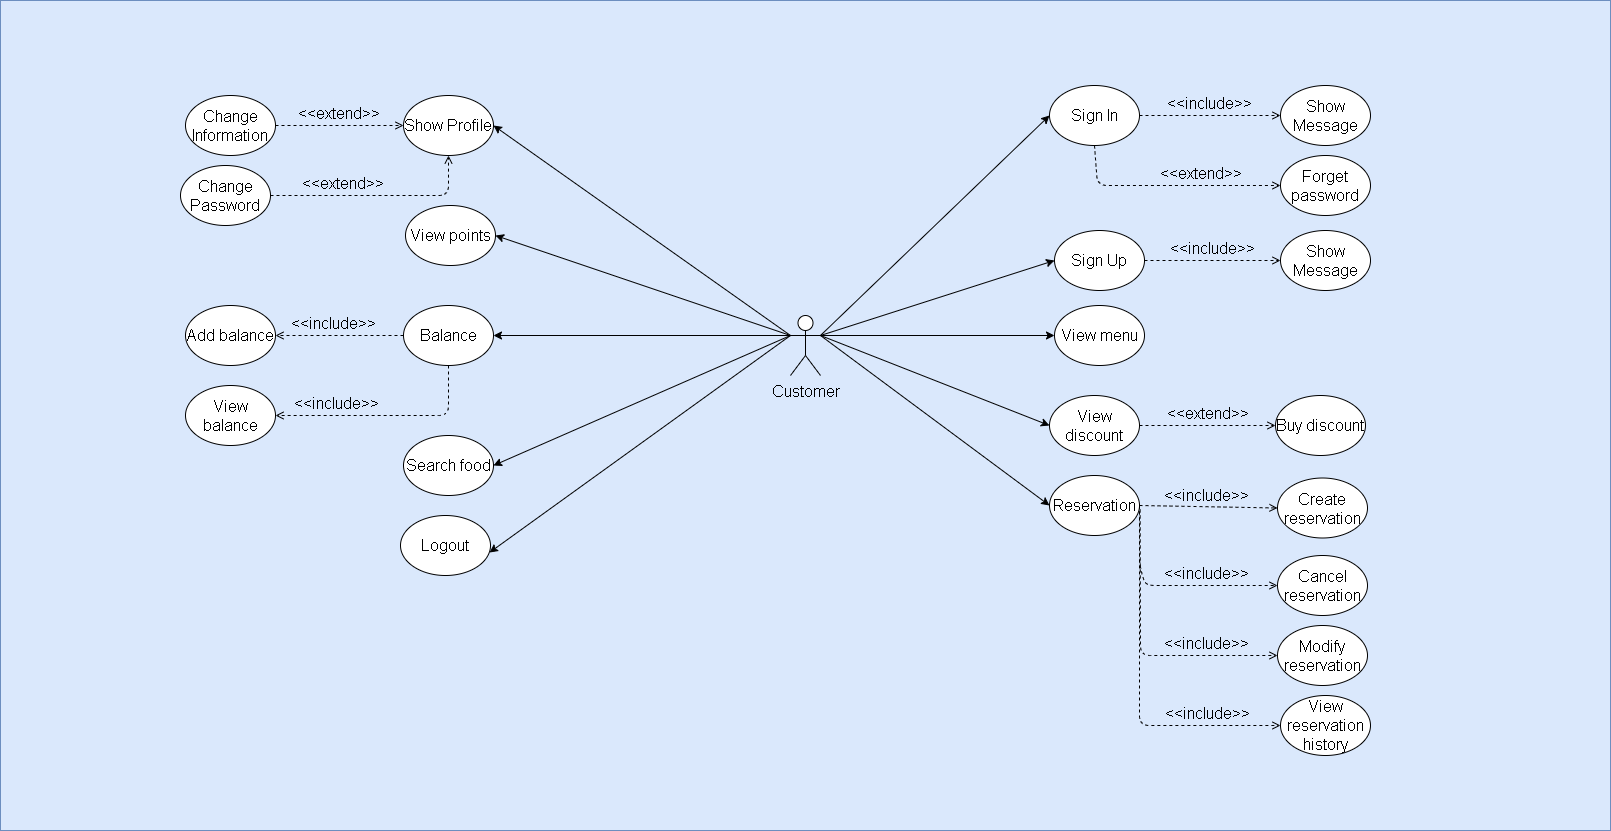 Change
Information
<<extend>>
Show Profile
Change
Password
<<extend>>
View points
Add balance
<<include>>
Balance
View
balance
<<include>>
Search food
Logout
Customer
Sign In
<<include>>
Show
Message
<<extend>>
Forget
password
Sign Up
<<include>>
Show
Message
View menu
View
discount
<<extend>>
Buy discount
Reservation
<<include>>
Create
reservation
<<include>>
Cancel
reservation
<<include>>
Modify
reservation
<<include>>
View
reservation
history